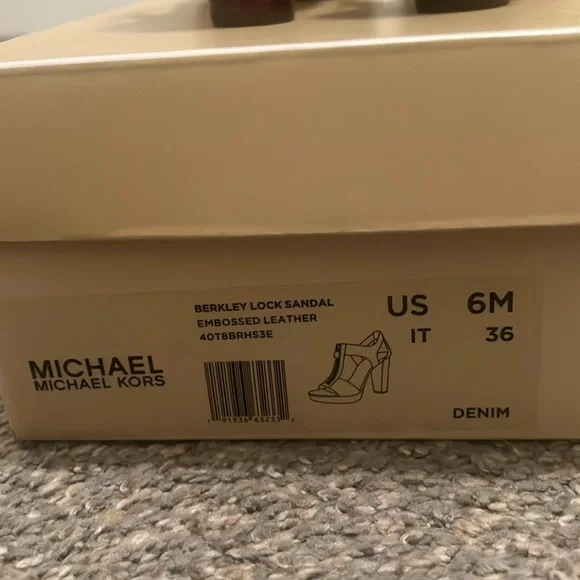 BERKLEY LOCK SANDAL
EMBOSSED LEATHER
40T8BRHS3E
US 6M
IT 36
MICHAEL
MICHAEL KORS
DENIM